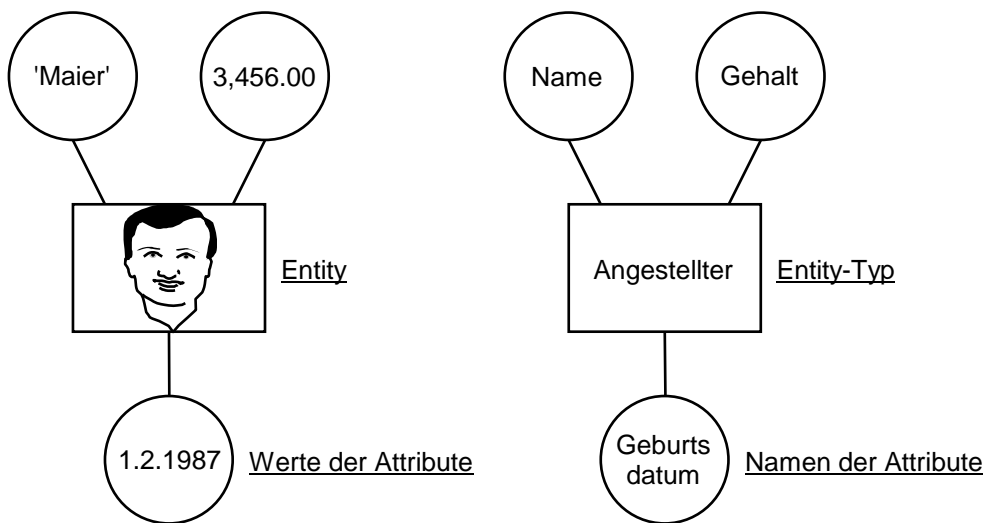 'Maier'
3,456.00
Name
Gehalt
Entity
Angestellter
Entity-Typ
1.2.1987
Werte der Attribute
Geburts
datum
Namen der Attribute